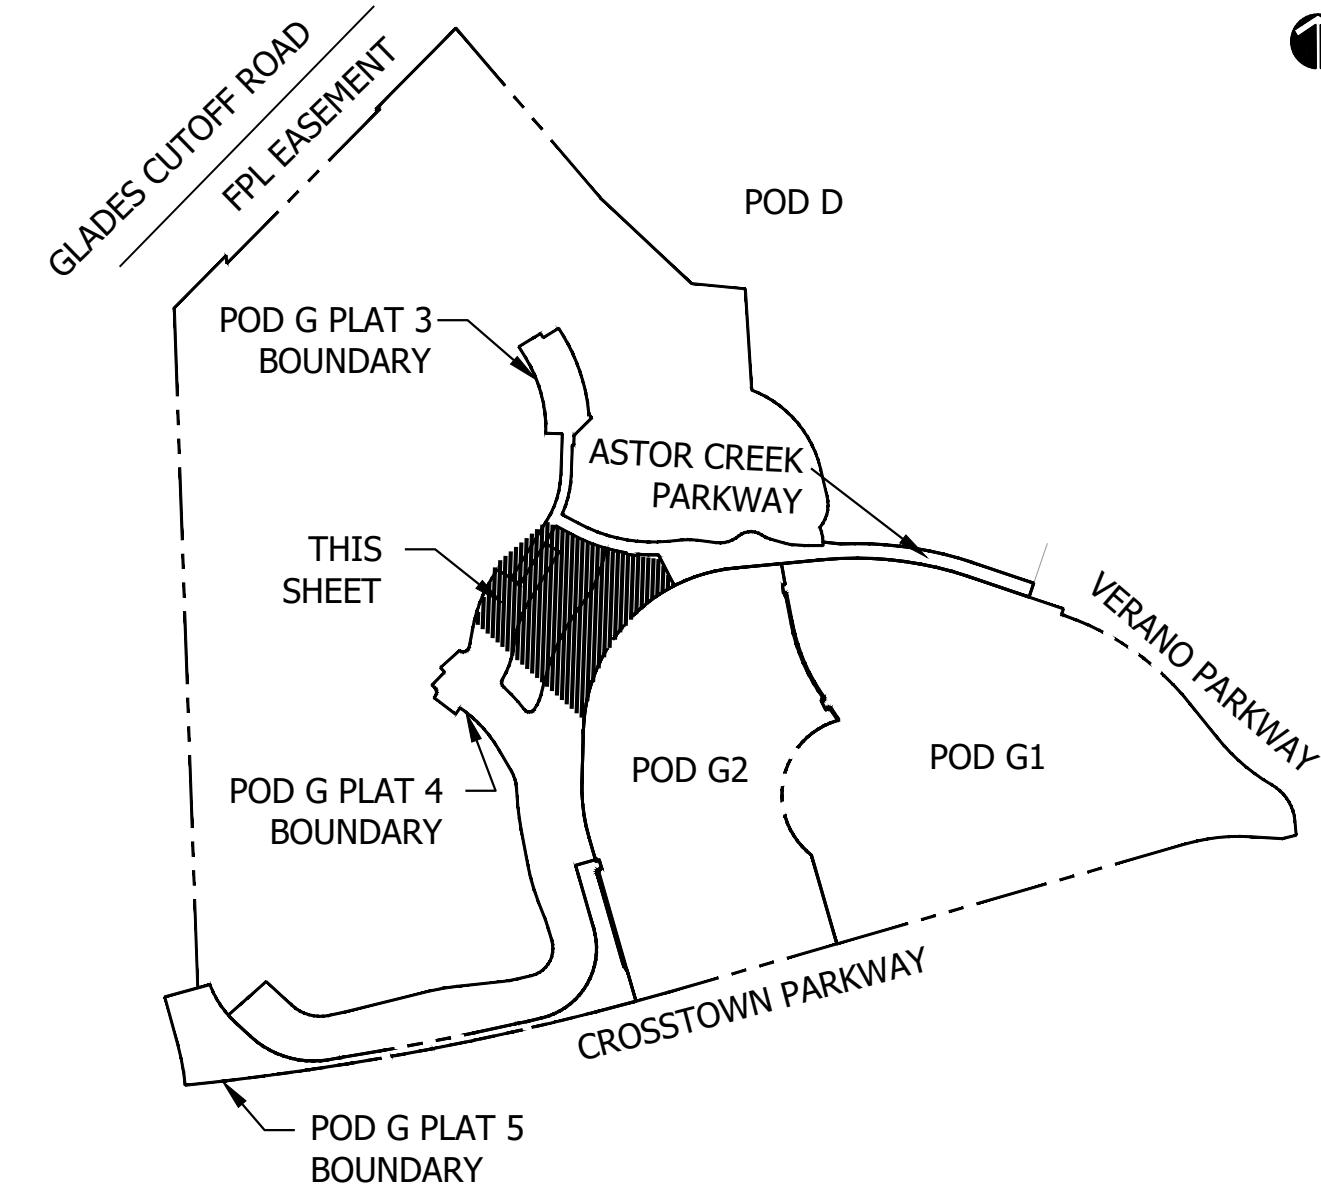 GLADES CUTOFF ROAD
FPL EASEMENT
POD D
POD G PLAT 3
BOUNDARY
ASTOR CREEK
PARKWAY
THIS
SHEET
VERANO PARKWAY
POD G2
POD G1
POD G PLAT 4
BOUNDARY
CROSSTOWN PARKWAY
POD G PLAT 5
BOUNDARY